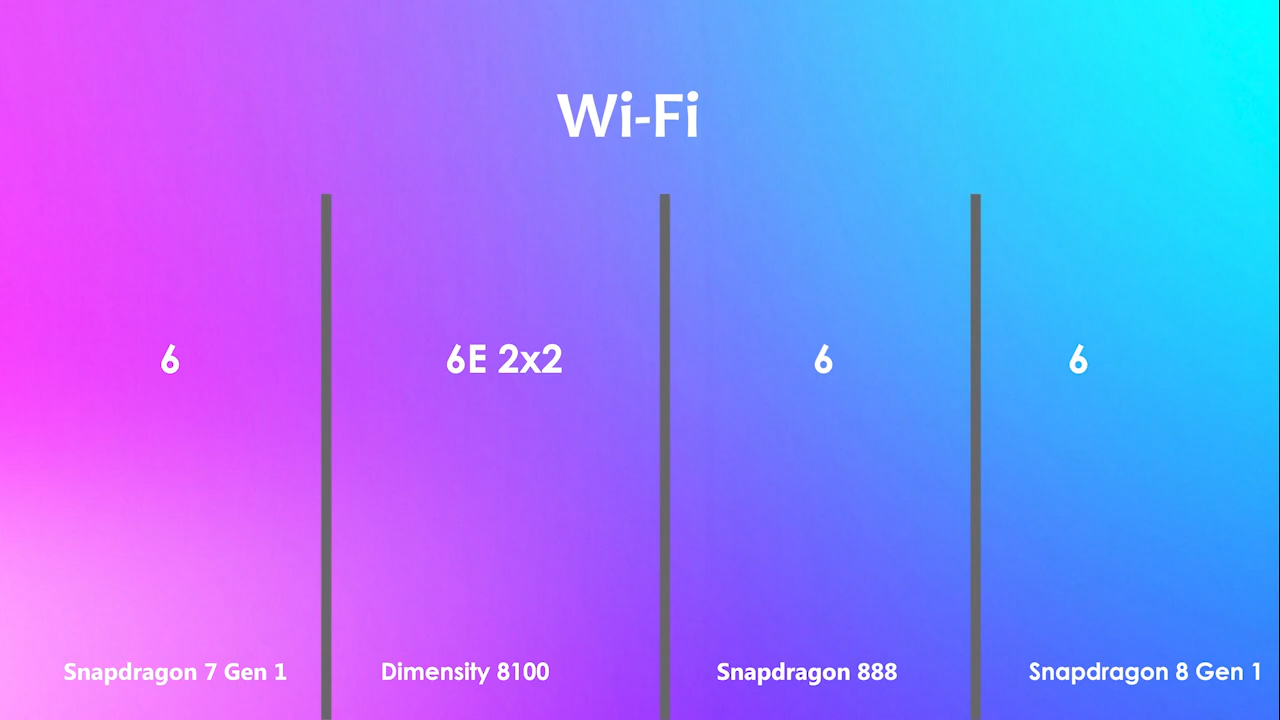 Wi-Fi
6
6E 2x2
6
6
Snapdragon 7 Gen 1
Dimensity 8100
Snapdragon 888
Snapdragon 8 Gen 1